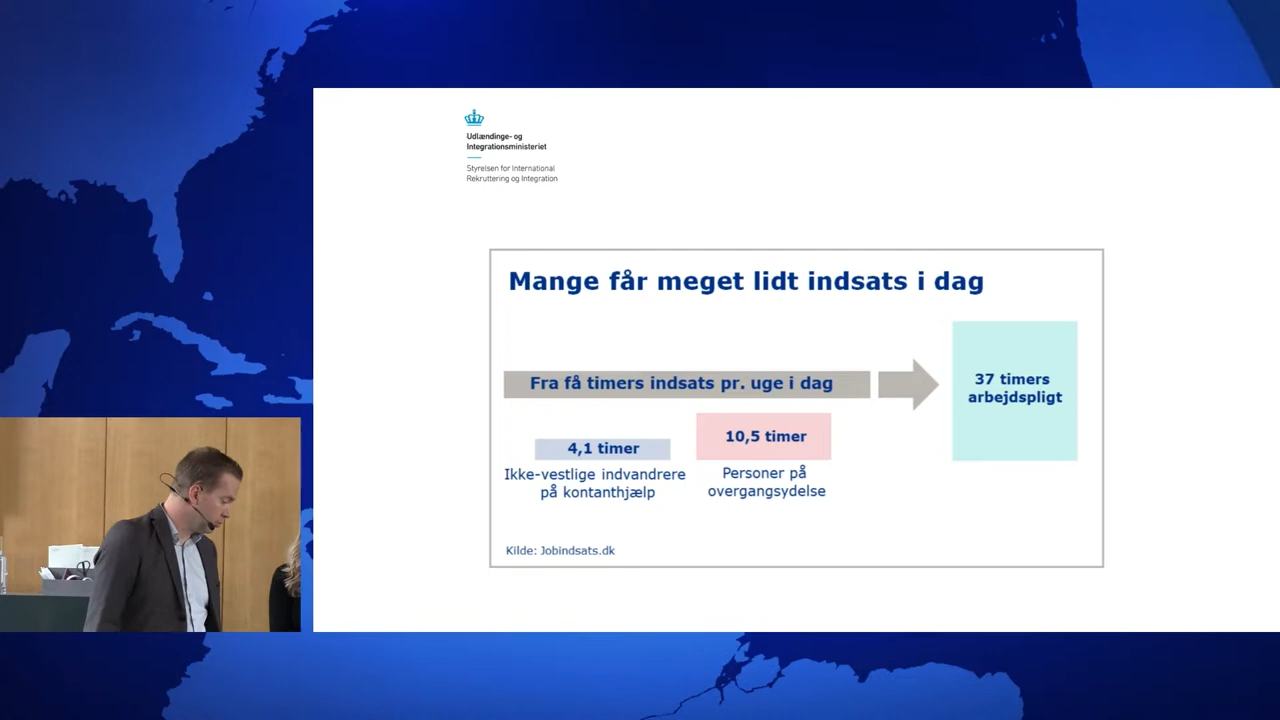 Udlændinge- og
Integrationsministeriet
Styrelsen for International
Rekruttering og Integration
Mange får meget lidt indsats i dag
Fra få timers indsats pr. uge i dag
37 timers
arbejdspligt
4,1 timer
10,5 timer
Ikke-vestlige indvandrere
på kontanthjælp
Personer på
overgangsydelse
Kilde: Jobindsats.dk